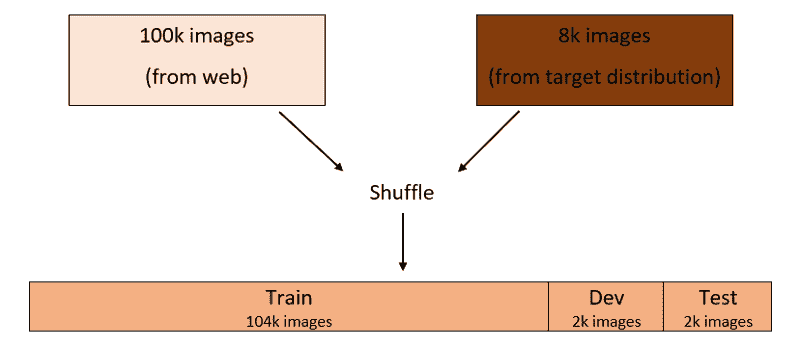 100k images
(from web)
8k images
(from target distribution)
Shuffle
Train
104k images
Dev
2k images
Test
2k images